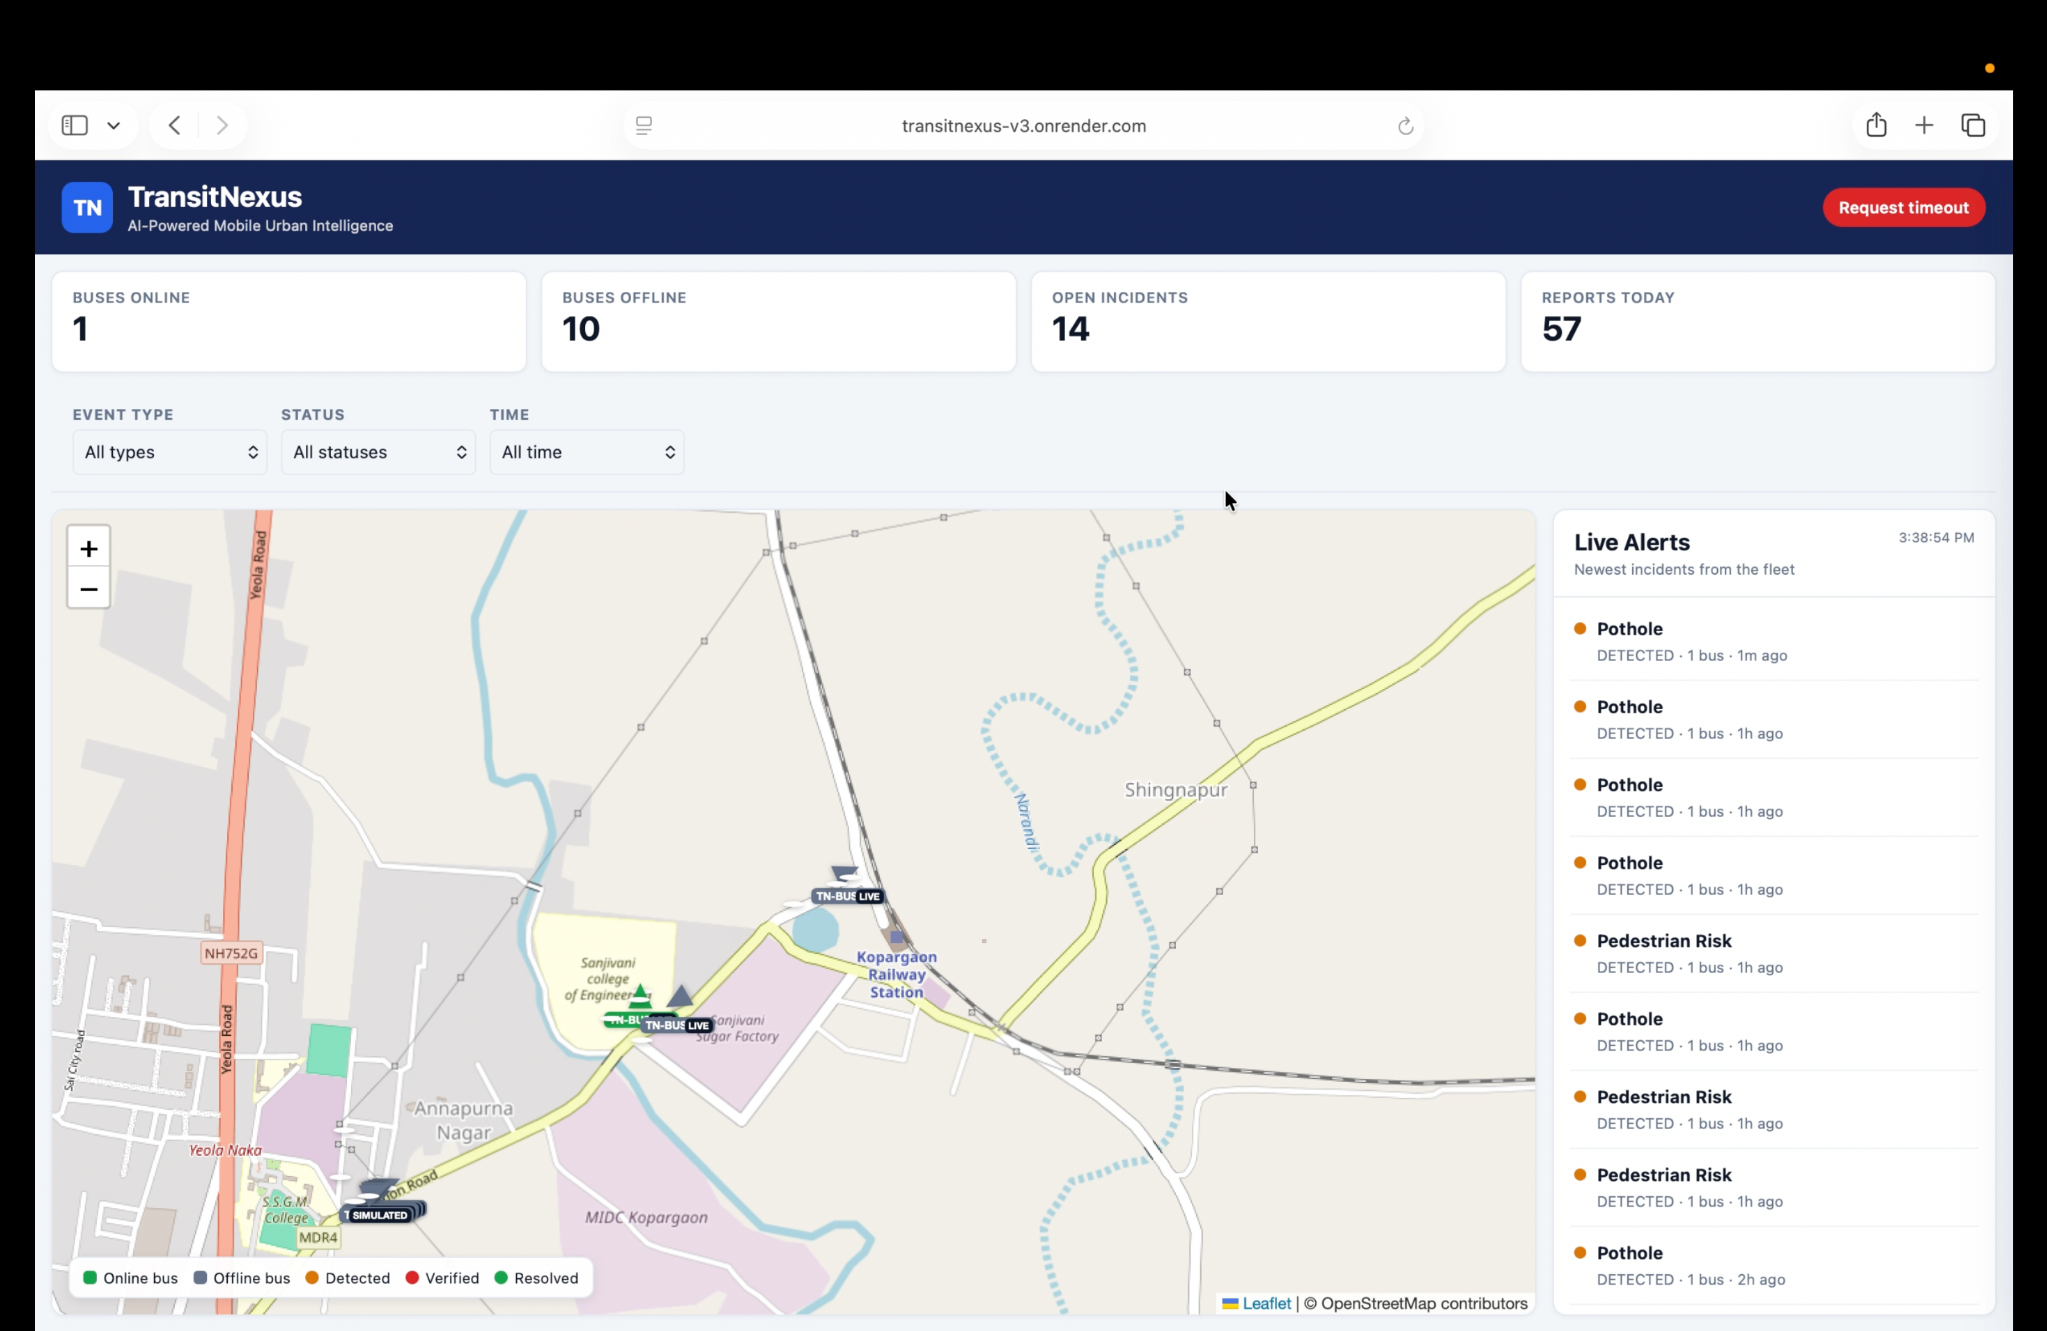 transitnexus-v3.onrender.com
TN
TransitNexus
AI-Powered Mobile Urban Intelligence
Request timeout
BUSES ONLINE
1
BUSES OFFLINE
10
OPEN INCIDENTS
14
REPORTS TODAY
57
EVENT TYPE
All types
STATUS
All statuses
TIME
All time
+
−
Yeola Road
NH752G
Yeola Road
Sai City road
Yeola Naka
S.S.G.M.
College
MDR4
Annapurna
Nagar
MIDC Kopargaon
Sanjivani
college
of
Sanjivani
Sugar Factory
Kopargaon
Railway
Station
Shingnapur
Narandi
LIVE
LIVE
SIMULATED
Road
Online bus
Offline bus
Detected
Verified
Resolved
Leaflet | © OpenStreetMap contributors
Live Alerts
3:38:54 PM
Newest incidents from the fleet
Pothole
DETECTED · 1 bus · 1m ago
Pothole
DETECTED · 1 bus · 1h ago
Pothole
DETECTED · 1 bus · 1h ago
Pothole
DETECTED · 1 bus · 1h ago
Pedestrian Risk
DETECTED · 1 bus · 1h ago
Pothole
DETECTED · 1 bus · 1h ago
Pedestrian Risk
DETECTED · 1 bus · 1h ago
Pedestrian Risk
DETECTED · 1 bus · 1h ago
Pothole
DETECTED · 1 bus · 2h ago